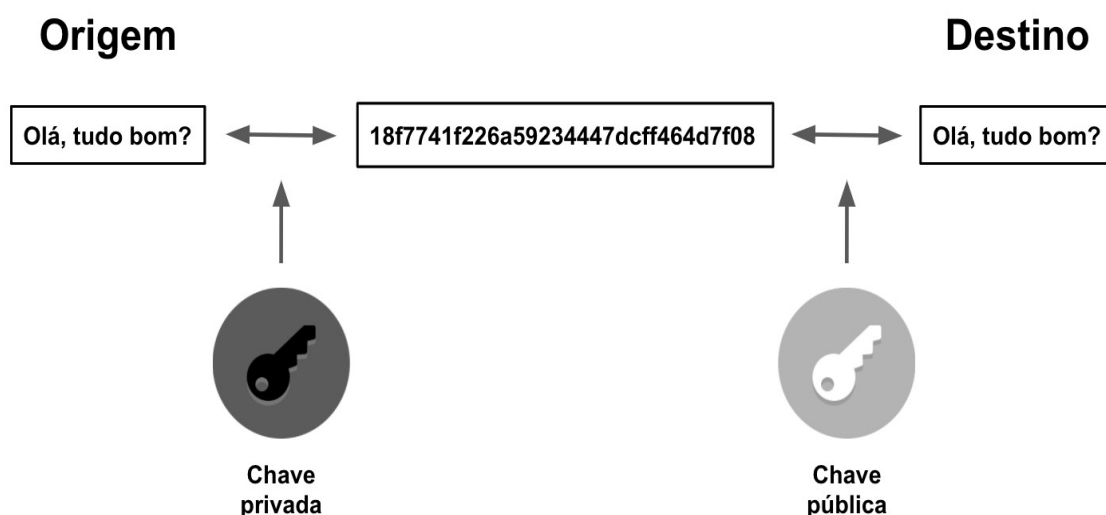 Origem
Destino
Olá, tudo bom?
18f7741f226a59234447dcff464d7f08
Olá, tudo bom?
Chave
privada
Chave
pública